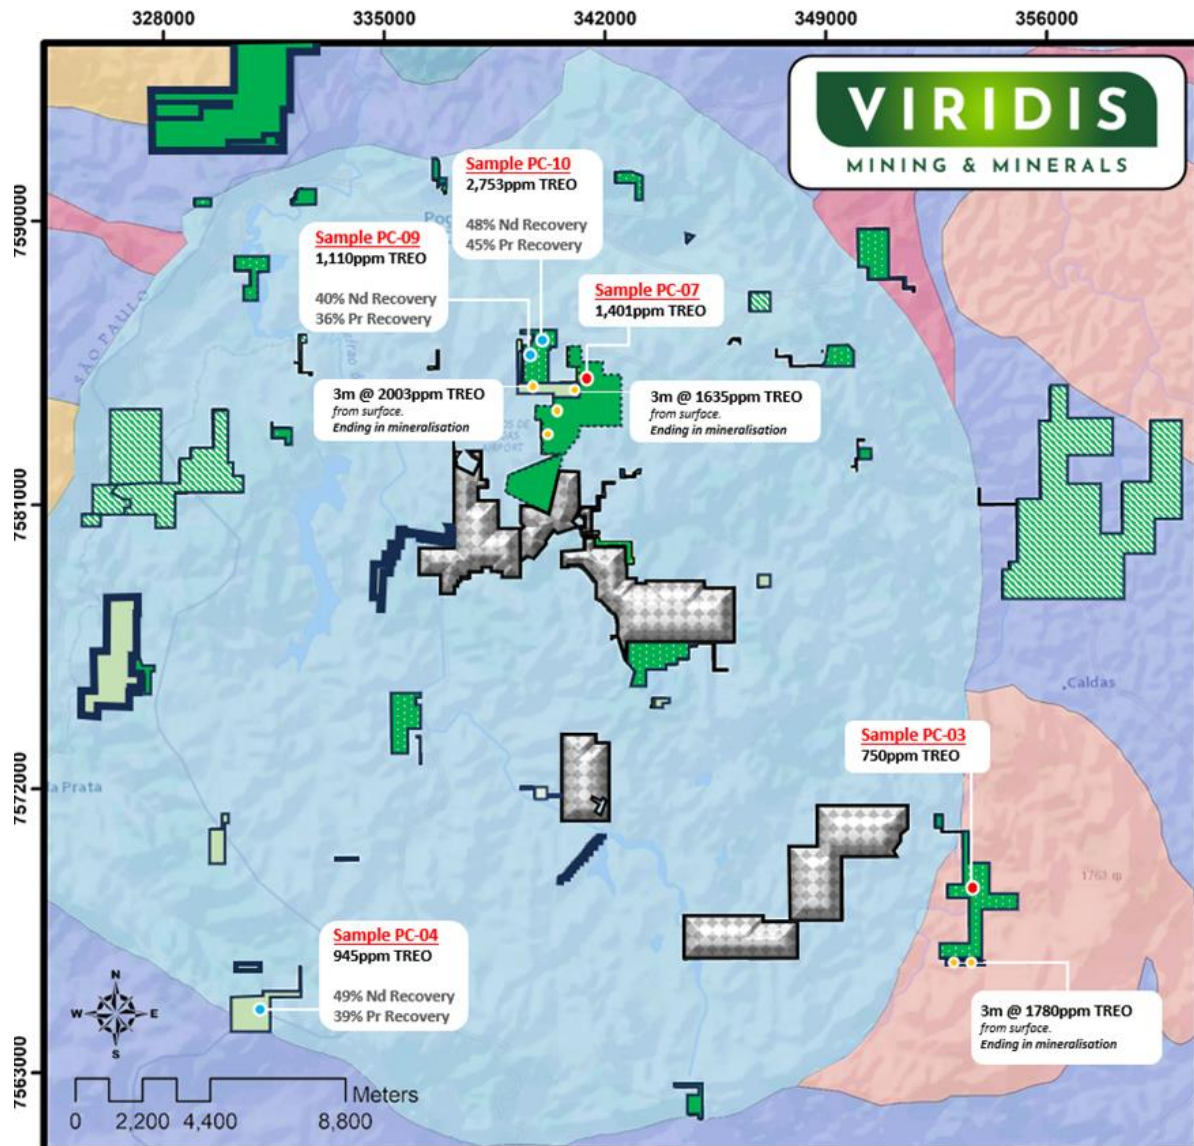 328000 335000 342000 349000 356000
VIRIDIS
MINING & MINERALS
7590000
7581000
7572000
7563000
Sample PC-10
2,753ppm TREO
48% Nd Recovery
45% Pr Recovery
Sample PC-09
1,110ppm TREO
40% Nd Recovery
36% Pr Recovery
Sample PC-07
1,401ppm TREO
SÃO PAULO
3m @ 2003ppm TREO
from surface.
Ending in mineralisation
3m @ 1635ppm TREO
from surface.
Ending in mineralisation
AIRPORT
Caldas
Sample PC-03
750ppm TREO
la Prata
Sample PC-04
945ppm TREO
49% Nd Recovery
39% Pr Recovery
3m @ 1780ppm TREO
from surface.
Ending in mineralisation
N
W E
S
Meters
0 2,200 4,400 8,800